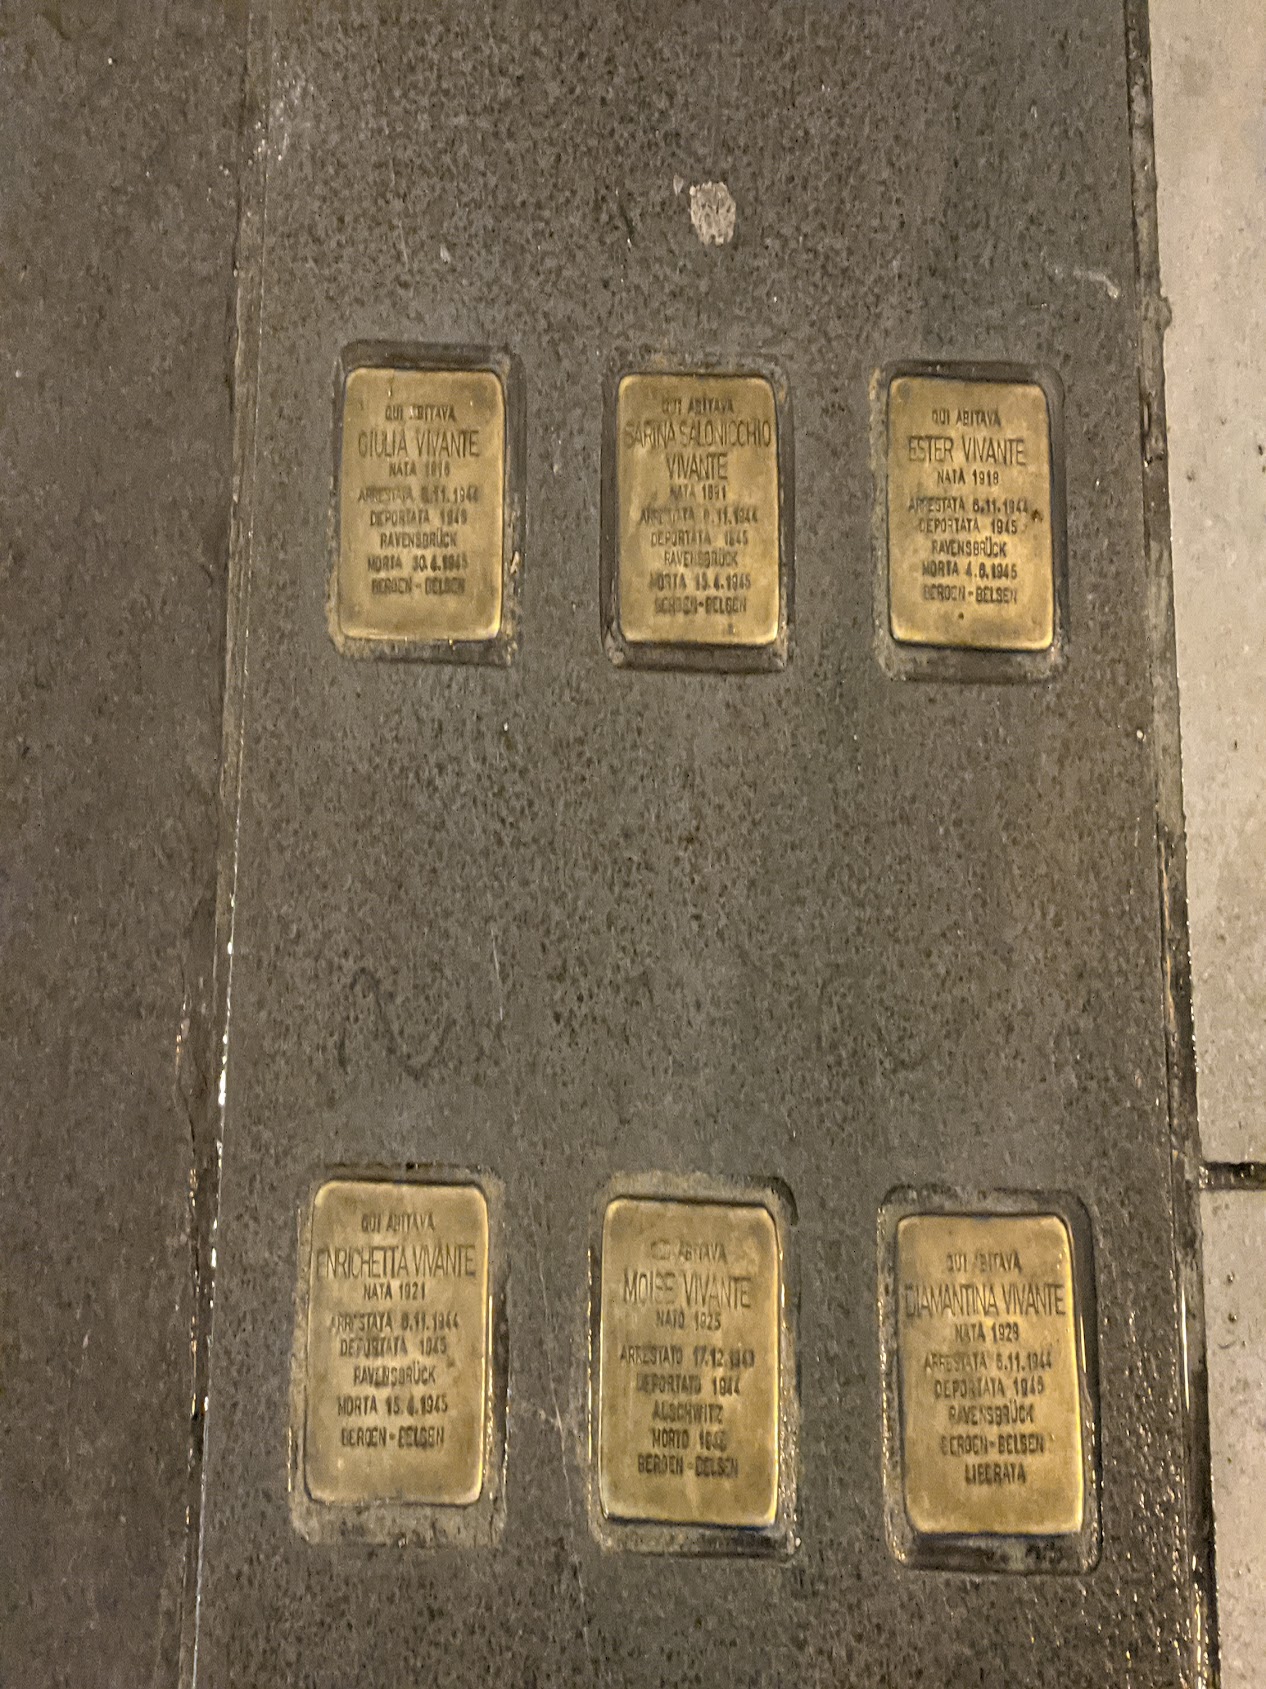 QUI ABITAVA
GIULIA VIVANTE
NATA
ARRESTATA 6.11.1944
DEPORTATA 1945
RAVENSBRÜCK
MORTA 30.4.1945
BERGEN-BELSEN
QUI ABITAVA
SARINA SALONICCHIO
VIVANTE
NATA 1891
ARRESTATA 6.11.1944
DEPORTATA 1945
RAVENSBRÜCK
MORTA 15.4.1945
BERGEN-BELSEN
QUI ABITAVA
ESTER VIVANTE
NATA 1918
ARRESTATA 6.11.1944
DEPORTATA 1945
RAVENSBRÜCK
MORTA 4.6.1945
BERGEN-BELSEN
QUI ABITAVA
ENRICHETTA VIVANTE
NATA 1921
ARRESTATA 6.11.1944
DEPORTATA 1945
RAVENSBRÜCK
MORTA 15.4.1945
BERGEN-BELSEN
QUI ABITAVA
MOISE VIVANTE
NATO 1925
ARRESTATO 17.12.1943
DEPORTATO 1944
AUSCHWITZ
MORTO
BERGEN-BELSEN
QUI ABITAVA
DIAMANTINA VIVANTE
NATA 1929
ARRESTATA 6.11.1944
DEPORTATA 1945
RAVENSBRÜCK
BERGEN-BELSEN
LIBERATA